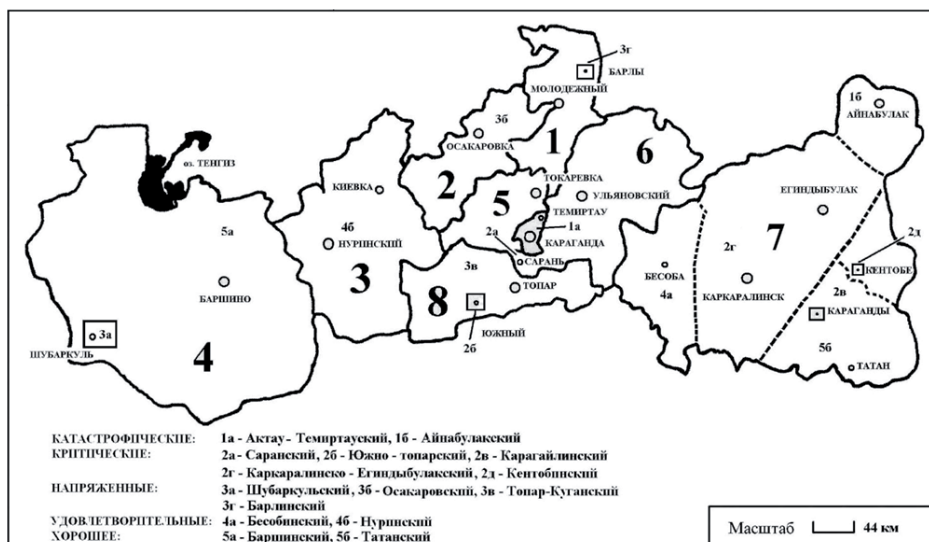 3г
БАРЛЫ
МОЛОДЕЖНЫЙ
1б
АЙНАБУЛАК
3б
ОСАКАРОВКА
1
6
оз. ТЕНГИЗ
2
ТОКАРЕВКА
КИЕВКА
5
УЛЬЯНОВСКИЙ
ЕГИНДЫБУЛАК
ТЕМИРТАУ
7
5а
4б
2а
1а
2д
НУРИНСКИЙ
КАРАГАНДА
3в
САРАНЬ
2г
КЕНТОБЕ
БЕСОБА
3
БАРШИНО
8
ТОПАР
4а
КАРКАРАЛИНСК
2в
КАРАГАНДЫ
3а
ЮЖНЫЙ
ШУБАРКУЛЬ
4
2б
5б
ТАТАН
КАТАСТРОФИЧЕСКИЕ: 1а - Актау - Темиртауский, 1б - Айнабулакский
КРИТИЧЕСКИЕ: 2а - Саранский, 2б - Южно - топарский, 2в - Карагайлинский
2г - Каркаралинско - Егиндыбулакский, 2д - Кентобинский
НАПРЯЖЕННЫЕ: 3а - Шубаркульский, 3б - Осакаровский, 3в - Топар-Куганский
3г - Барлинский
УДОВЛЕТВОРИТЕЛЬНЫЕ: 4а - Бесобинский, 4б - Нуринский
ХОРОШЕЕ: 5а - Баршинский, 5б - Татанский
Масштаб 44 км